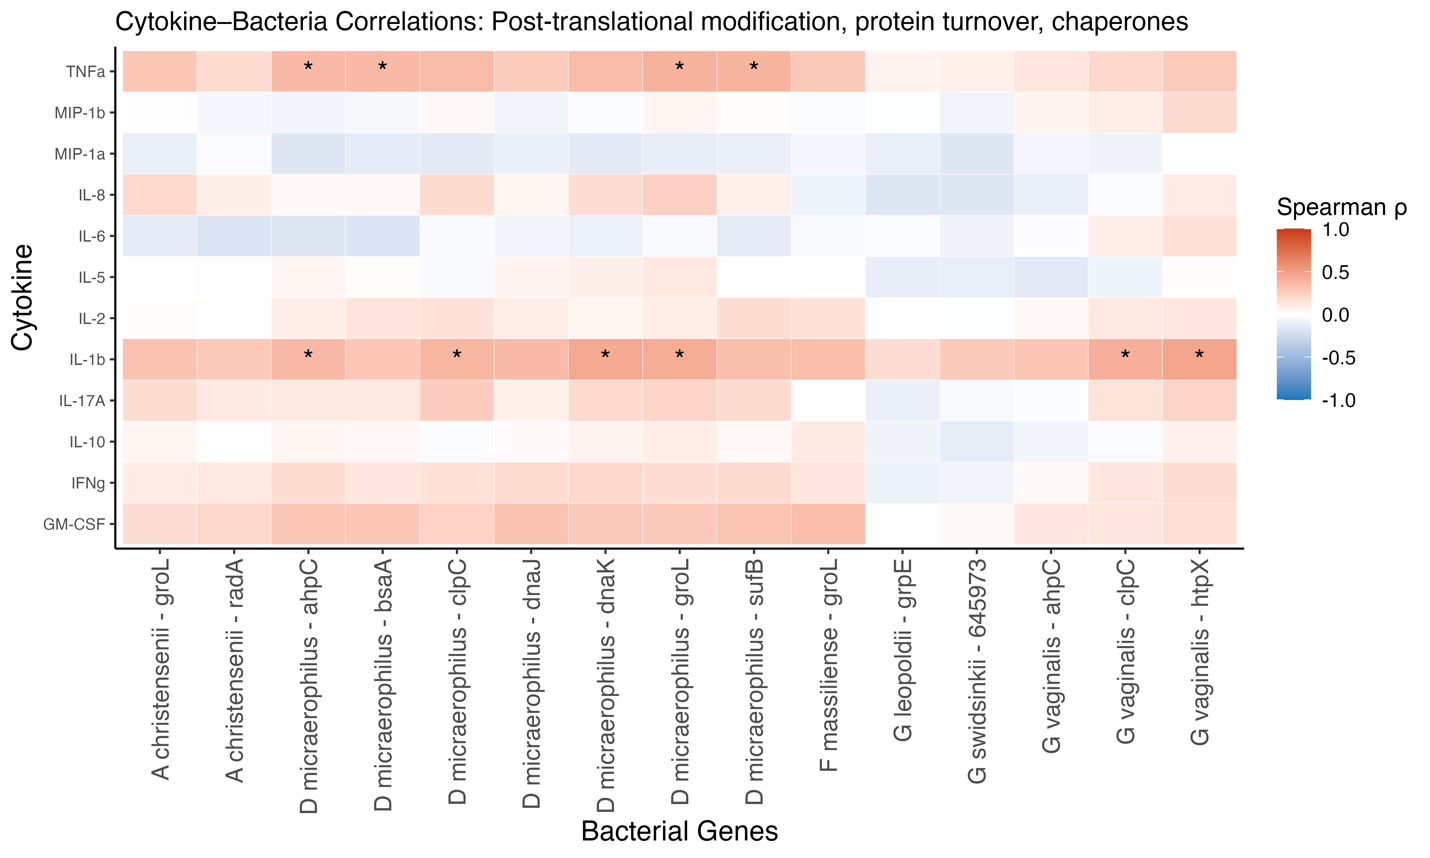 Cytokine–Bacteria Correlations: Post-translational modification, protein turnover, chaperones
Cytokine
TNFa * * * *
MIP-1b
MIP-1a
IL-8
IL-6
IL-5
IL-2
IL-1b * * * * * *
IL-17A
IL-10
IFNg
GM-CSF
A christensenii - groL
A christensenii - radA
D micraerophilus - ahpC
D micraerophilus - bsaA
D micraerophilus - clpC
D micraerophilus - dnaJ
D micraerophilus - dnaK
D micraerophilus - groL
D micraerophilus - sufB
F massiliense - groL
G leopoldii - grpE
G swidsinkii - 645973
G vaginalis - ahpC
G vaginalis - clpC
G vaginalis - htpX
Bacterial Genes
Spearman ρ
1.0
0.5
0.0
-0.5
-1.0